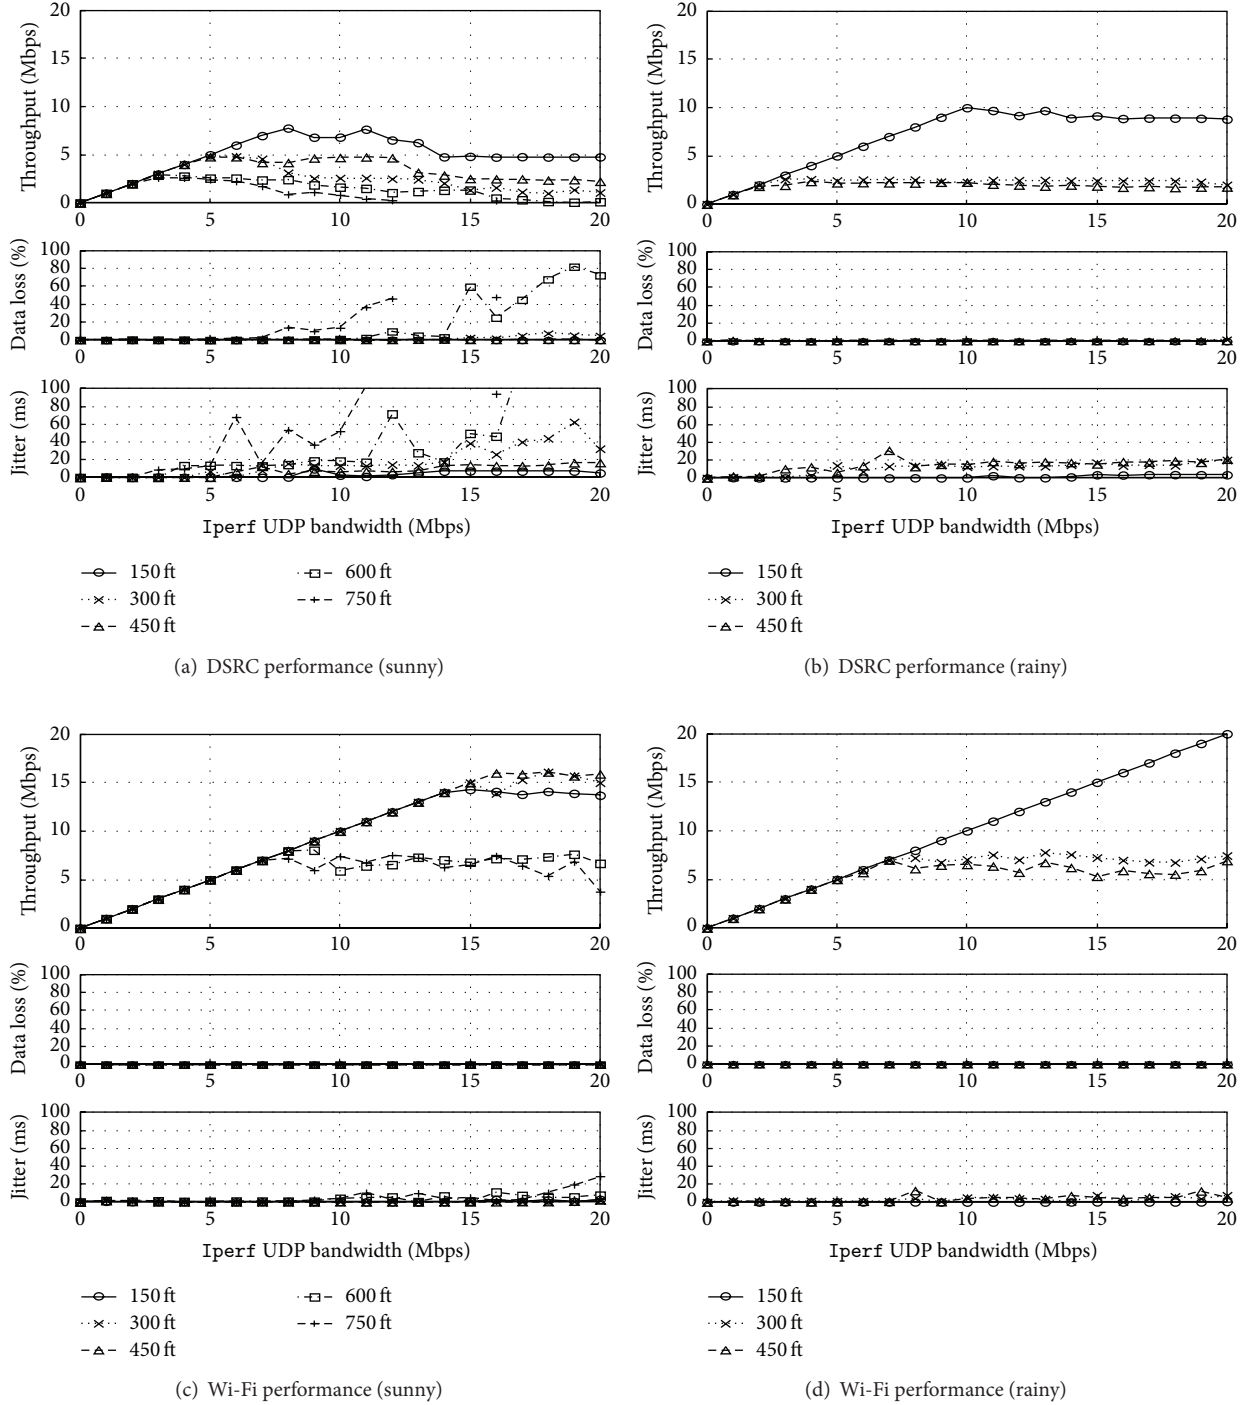 Throughput (Mbps)
20
15
10
5
0
0 5 10 15 20
Data loss (%)
100
80
60
40
20
0
0 5 10 15 20
Jitter (ms)
100
80
60
40
20
0
0 5 10 15 20
Iperf UDP bandwidth (Mbps)
150 ft
300 ft
450 ft
600 ft
750 ft
(a) DSRC performance (sunny)
Throughput (Mbps)
20
15
10
5
0
0 5 10 15 20
Data loss (%)
100
80
60
40
20
0
0 5 10 15 20
Jitter (ms)
100
80
60
40
20
0
0 5 10 15 20
Iperf UDP bandwidth (Mbps)
150 ft
300 ft
450 ft
(b) DSRC performance (rainy)
Throughput (Mbps)
20
15
10
5
0
0 5 10 15 20
Data loss (%)
100
80
60
40
20
0
0 5 10 15 20
Jitter (ms)
100
80
60
40
20
0
0 5 10 15 20
Iperf UDP bandwidth (Mbps)
150 ft
300 ft
450 ft
600 ft
750 ft
(c) Wi-Fi performance (sunny)
Throughput (Mbps)
20
15
10
5
0
0 5 10 15 20
Data loss (%)
100
80
60
40
20
0
0 5 10 15 20
Jitter (ms)
100
80
60
40
20
0
0 5 10 15 20
Iperf UDP bandwidth (Mbps)
150 ft
300 ft
450 ft
(d) Wi-Fi performance (rainy)